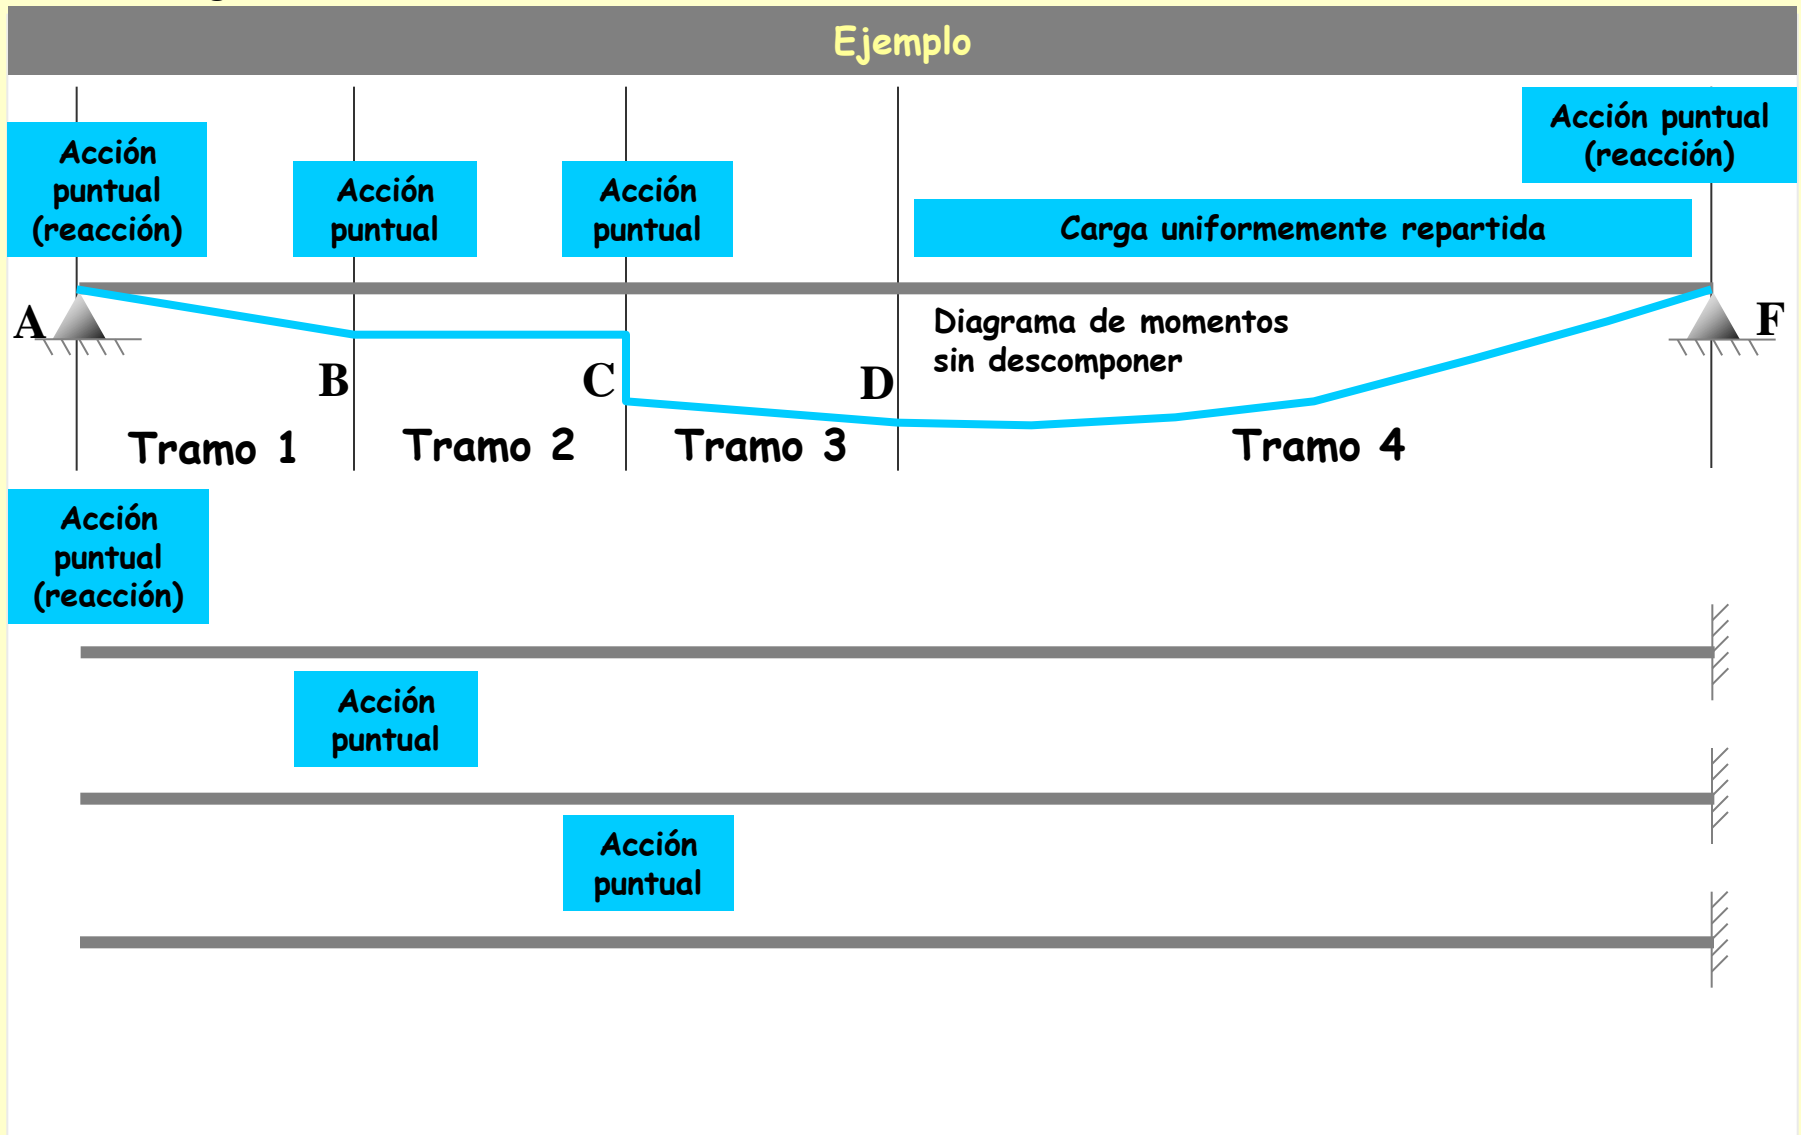 Ejemplo
Acción
puntual
(reacción)
Acción
puntual
Acción
puntual
Acción puntual
(reacción)
Carga uniformemente repartida
A
B
C
D
F
Diagrama de momentos
sin descomponer
Tramo 1
Tramo 2
Tramo 3
Tramo 4
Acción
puntual
(reacción)
Acción
puntual
Acción
puntual